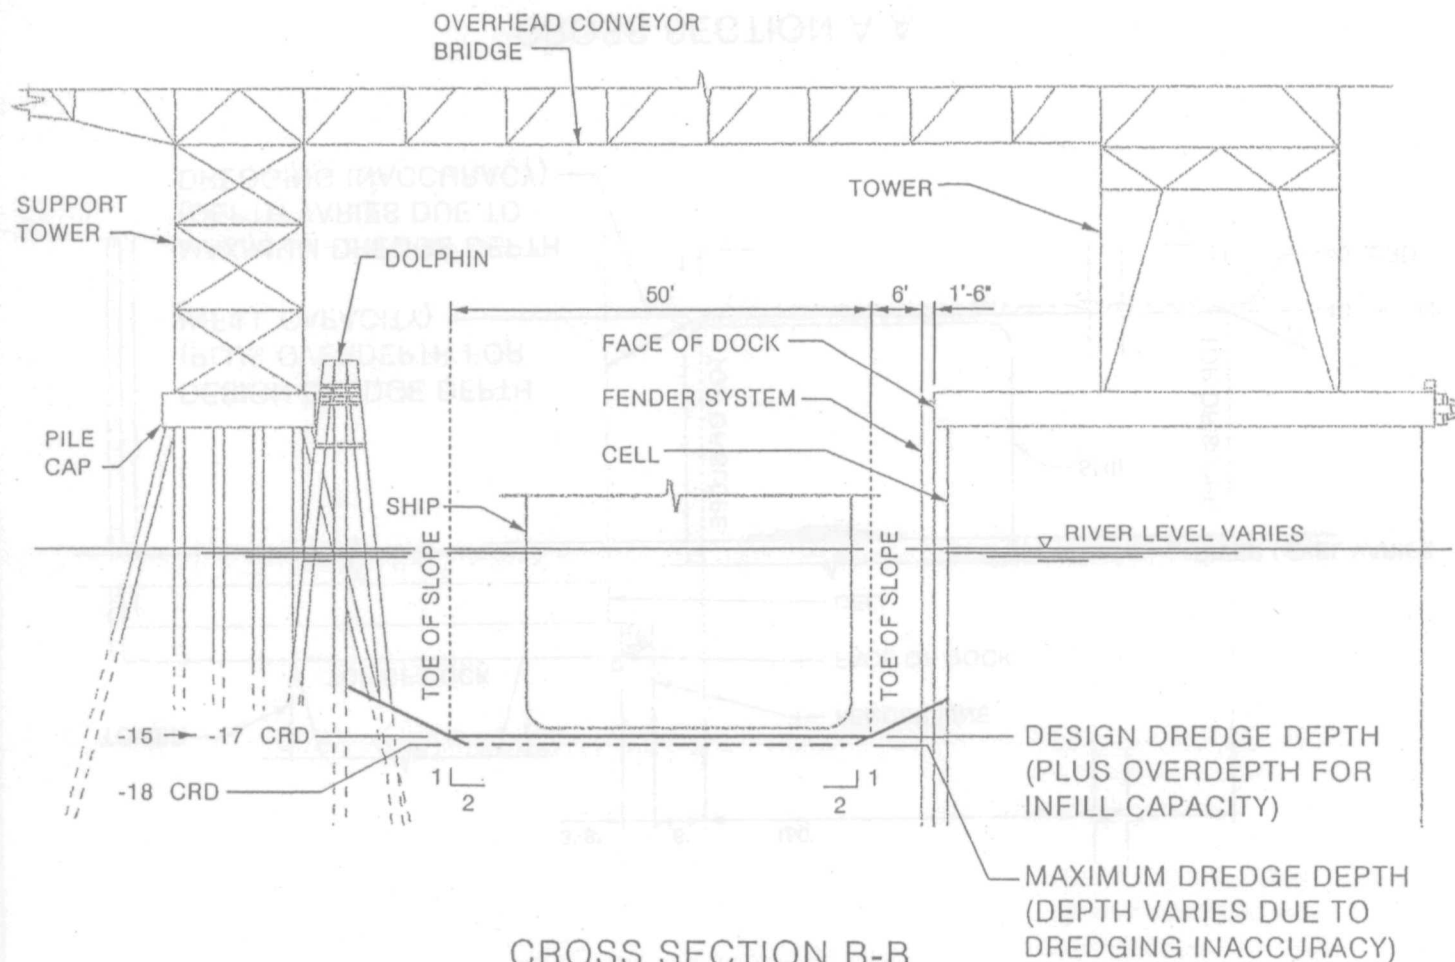 OVERHEAD CONVEYOR
BRIDGE
SUPPORT
TOWER
TOWER
DOLPHIN
50'
6'
1'-6"
FACE OF DOCK
FENDER SYSTEM
CELL
PILE
CAP
SHIP
RIVER LEVEL VARIES
TOE OF SLOPE
TOE OF SLOPE
-15 → -17 CRD
-18 CRD
1
2
1
2
DESIGN DREDGE DEPTH
(PLUS OVERDEPTH FOR
INFILL CAPACITY)
MAXIMUM DREDGE DEPTH
(DEPTH VARIES DUE TO
DREDGING INACCURACY)
CROSS SECTION B-B